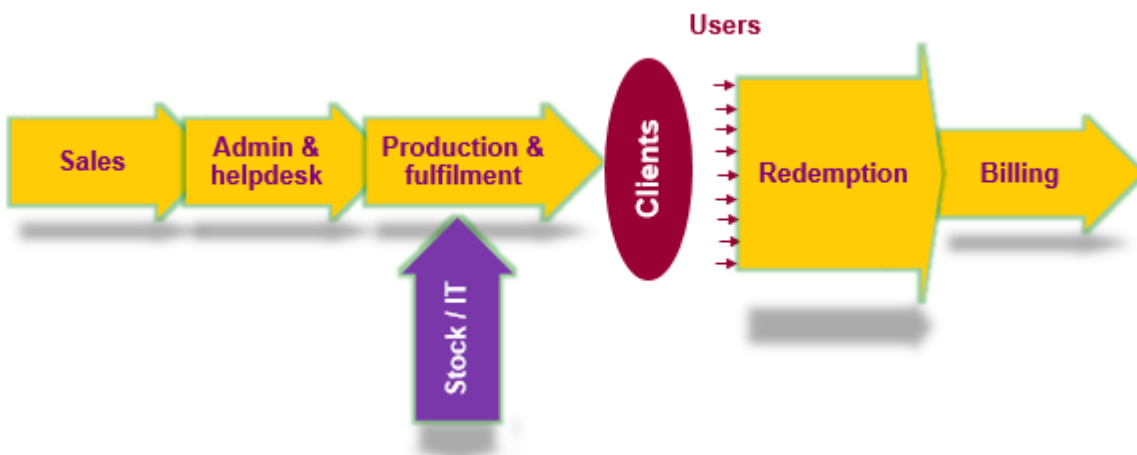 Users
Sales
Admin &
helpdesk
Production &
fulfilment
Stock / IT
Clients
Redemption
Billing